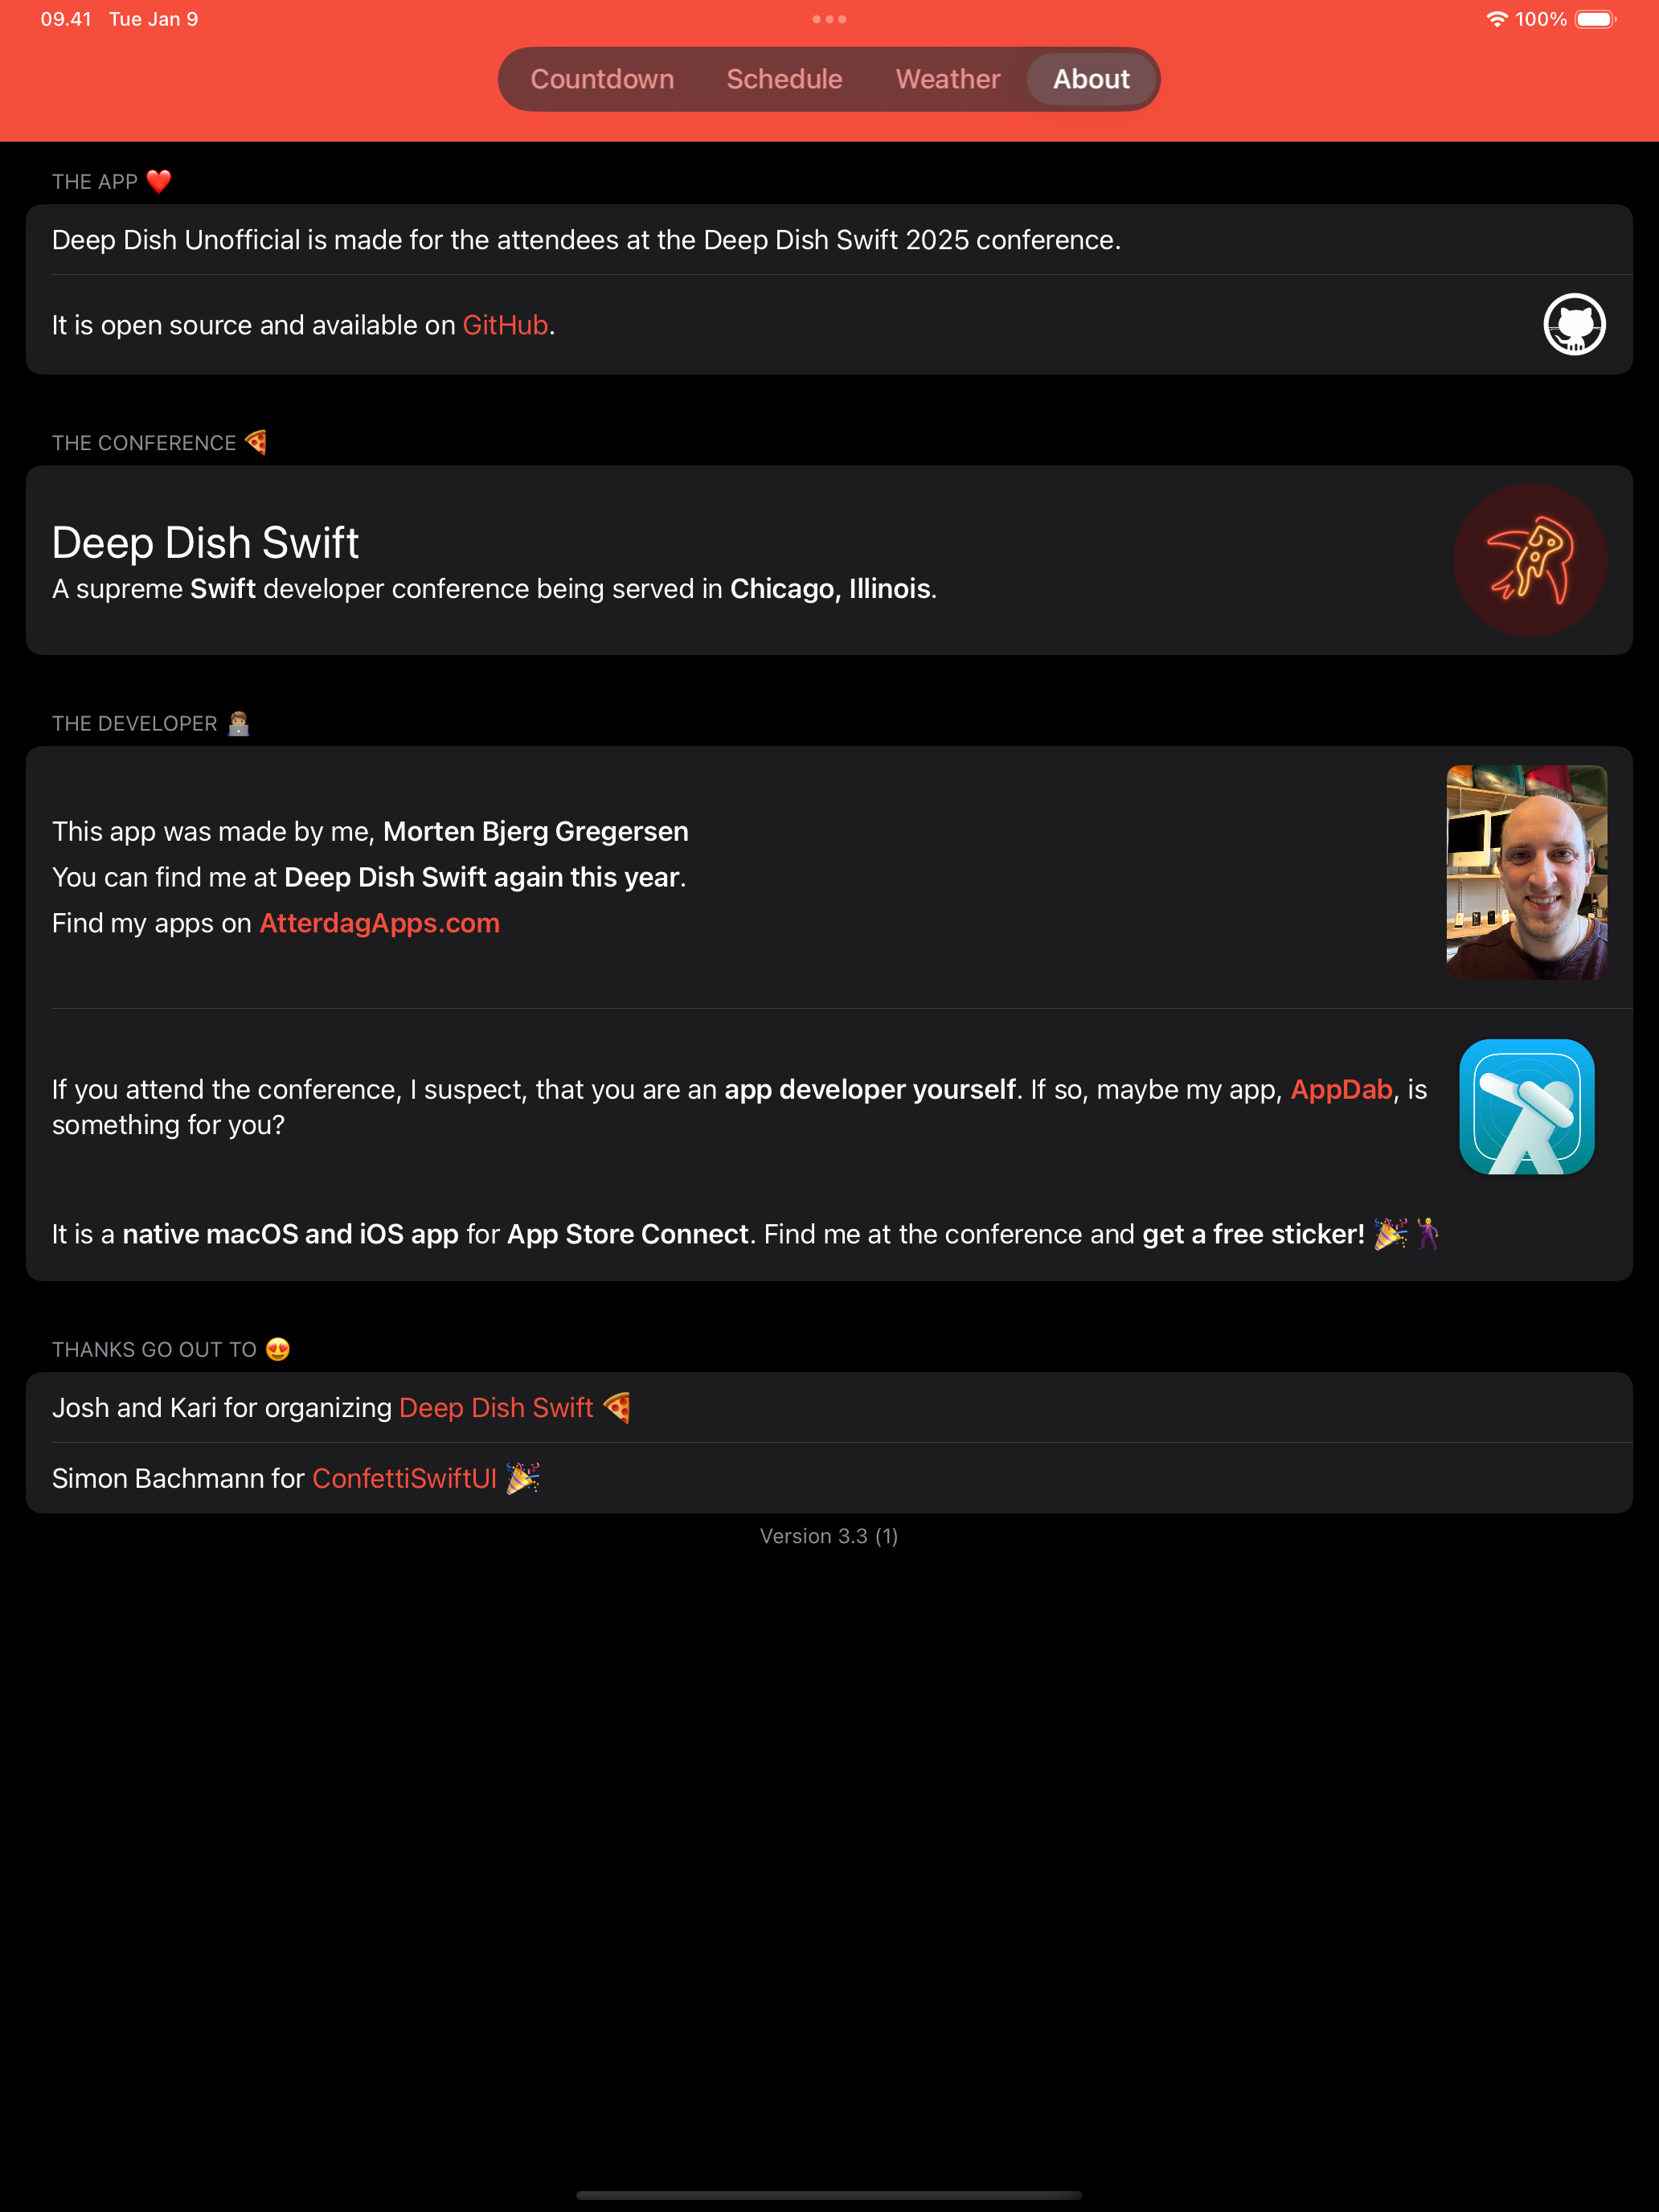 09.41 Tue Jan 9
100%
Countdown Schedule Weather About
THE APP ❤️
Deep Dish Unofficial is made for the attendees at the Deep Dish Swift 2025 conference.
It is open source and available on GitHub.
THE CONFERENCE 🍕
Deep Dish Swift
A supreme Swift developer conference being served in Chicago, Illinois.
THE DEVELOPER 👨🏽‍💻
This app was made by me, Morten Bjerg Gregersen
You can find me at Deep Dish Swift again this year.
Find my apps on AtterdagApps.com
If you attend the conference, I suspect, that you are an app developer yourself. If so, maybe my app, AppDab, is
something for you?
It is a native macOS and iOS app for App Store Connect. Find me at the conference and get a free sticker! 🎉🕺
THANKS GO OUT TO 😍
Josh and Kari for organizing Deep Dish Swift 🍕
Simon Bachmann for ConfettiSwiftUI 🎉
Version 3.3 (1)